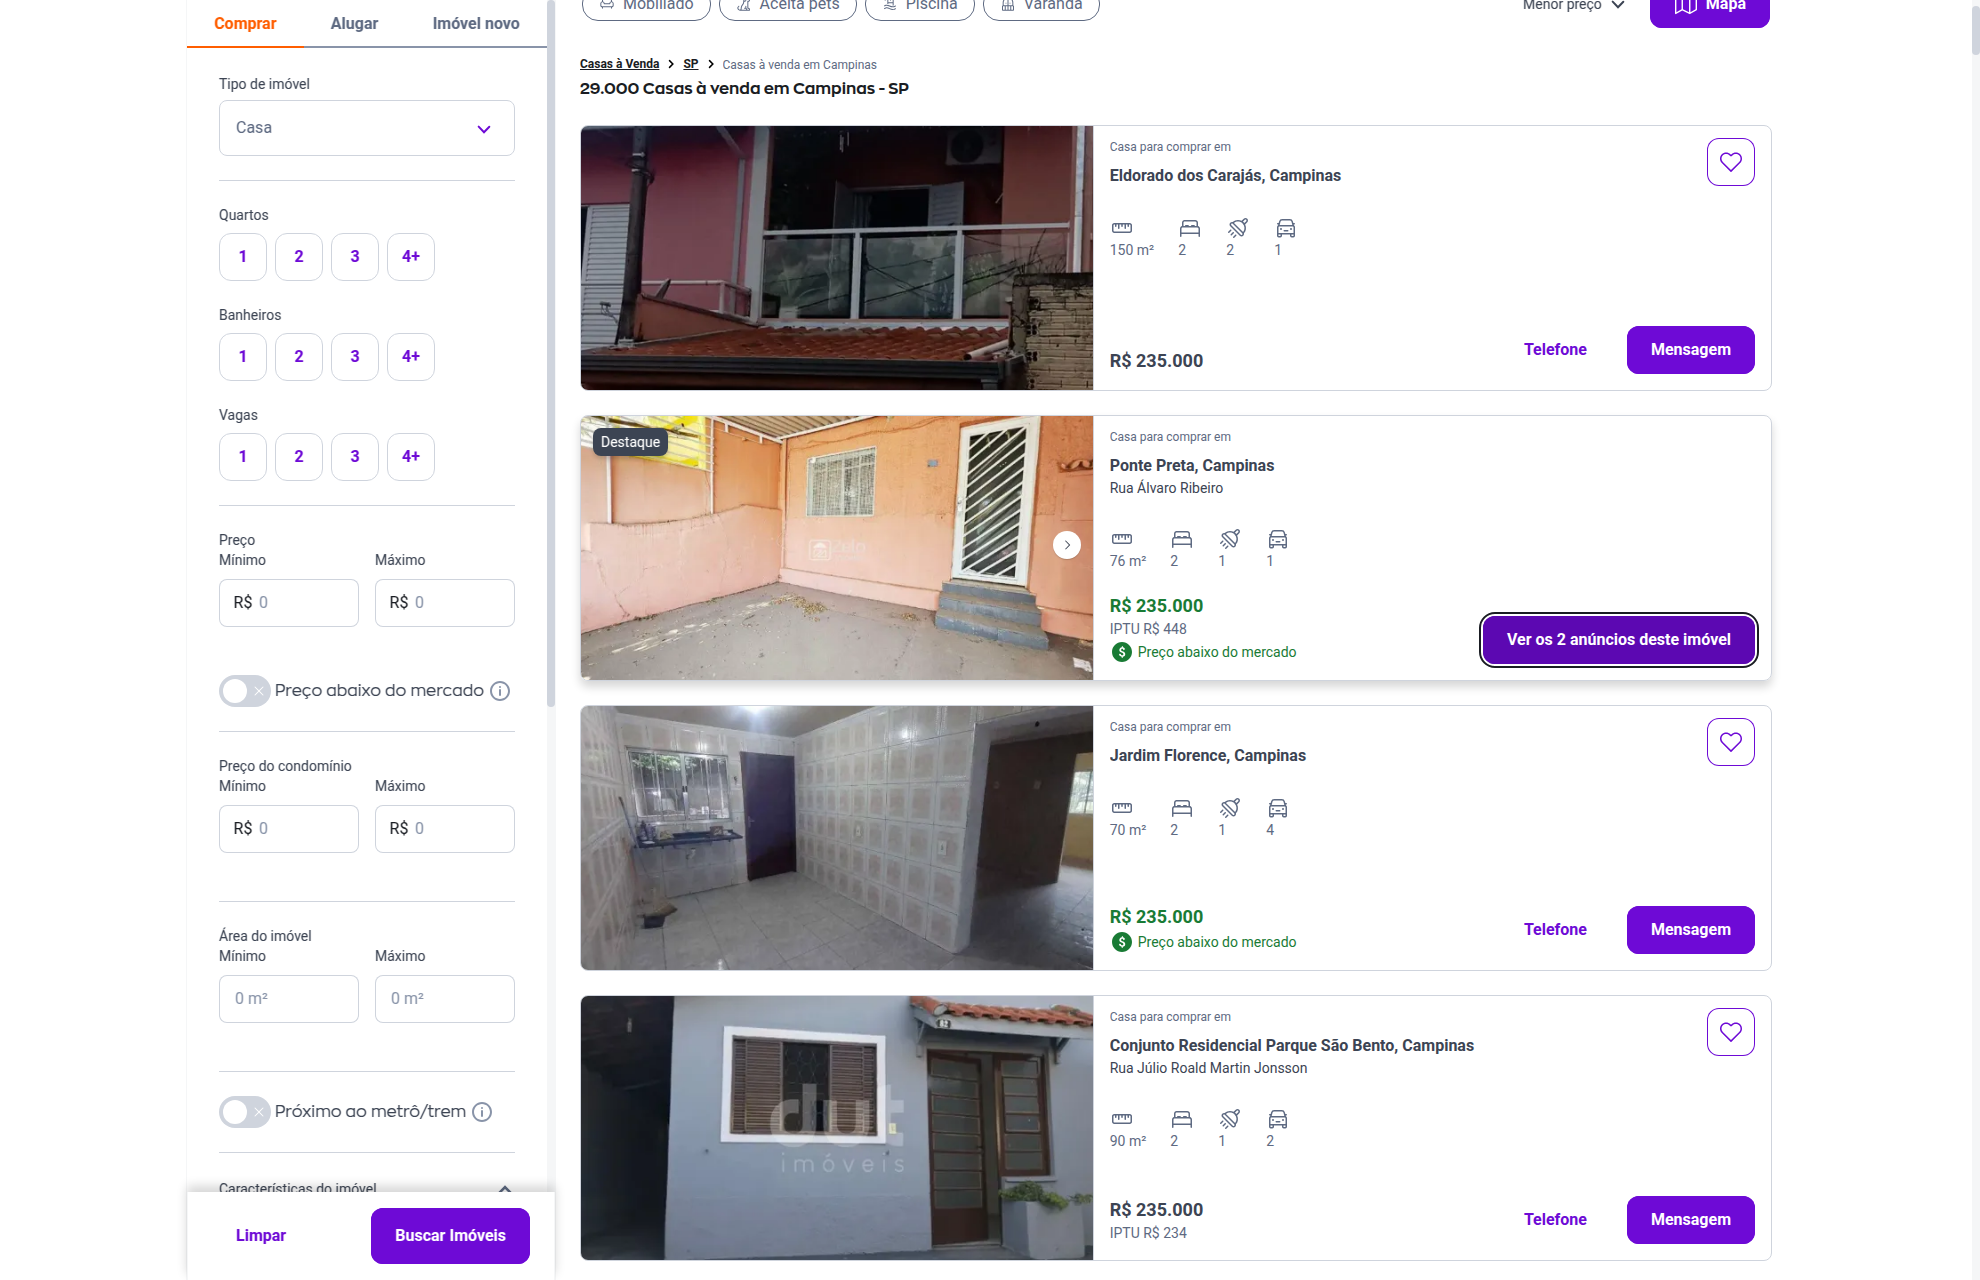 Comprar
Alugar
Imóvel novo
Tipo de imóvel
Casa
Quartos
1 2 3 4+
Banheiros
1 2 3 4+
Vagas
1 2 3 4+
Preço
Mínimo Máximo
R$ 0 R$ 0
Preço abaixo do mercado
Preço do condomínio
Mínimo Máximo
R$ 0 R$ 0
Área do imóvel
Mínimo Máximo
0 m² 0 m²
Próximo ao metrô/trem
Características do imóvel
Limpar
Buscar Imóveis
Mobiliado
Aceita pets
Piscina
Varanda
Menor preço
Mapa
Casas à Venda > SP > Casas à venda em Campinas
29.000 Casas à venda em Campinas - SP
Casa para comprar em
Eldorado dos Carajás, Campinas
150 m² 2 2 1
R$ 235.000
Telefone
Mensagem
Destaque
Casa para comprar em
Ponte Preta, Campinas
Rua Álvaro Ribeiro
76 m² 2 1 1
R$ 235.000
IPTU R$ 448
$ Preço abaixo do mercado
Ver os 2 anúncios deste imóvel
Casa para comprar em
Jardim Florence, Campinas
70 m² 2 1 4
R$ 235.000
$ Preço abaixo do mercado
Telefone
Mensagem
dut
imóveis
Casa para comprar em
Conjunto Residencial Parque São Bento, Campinas
Rua Júlio Roald Martin Jonsson
90 m² 2 1 2
R$ 235.000
IPTU R$ 234
Telefone
Mensagem